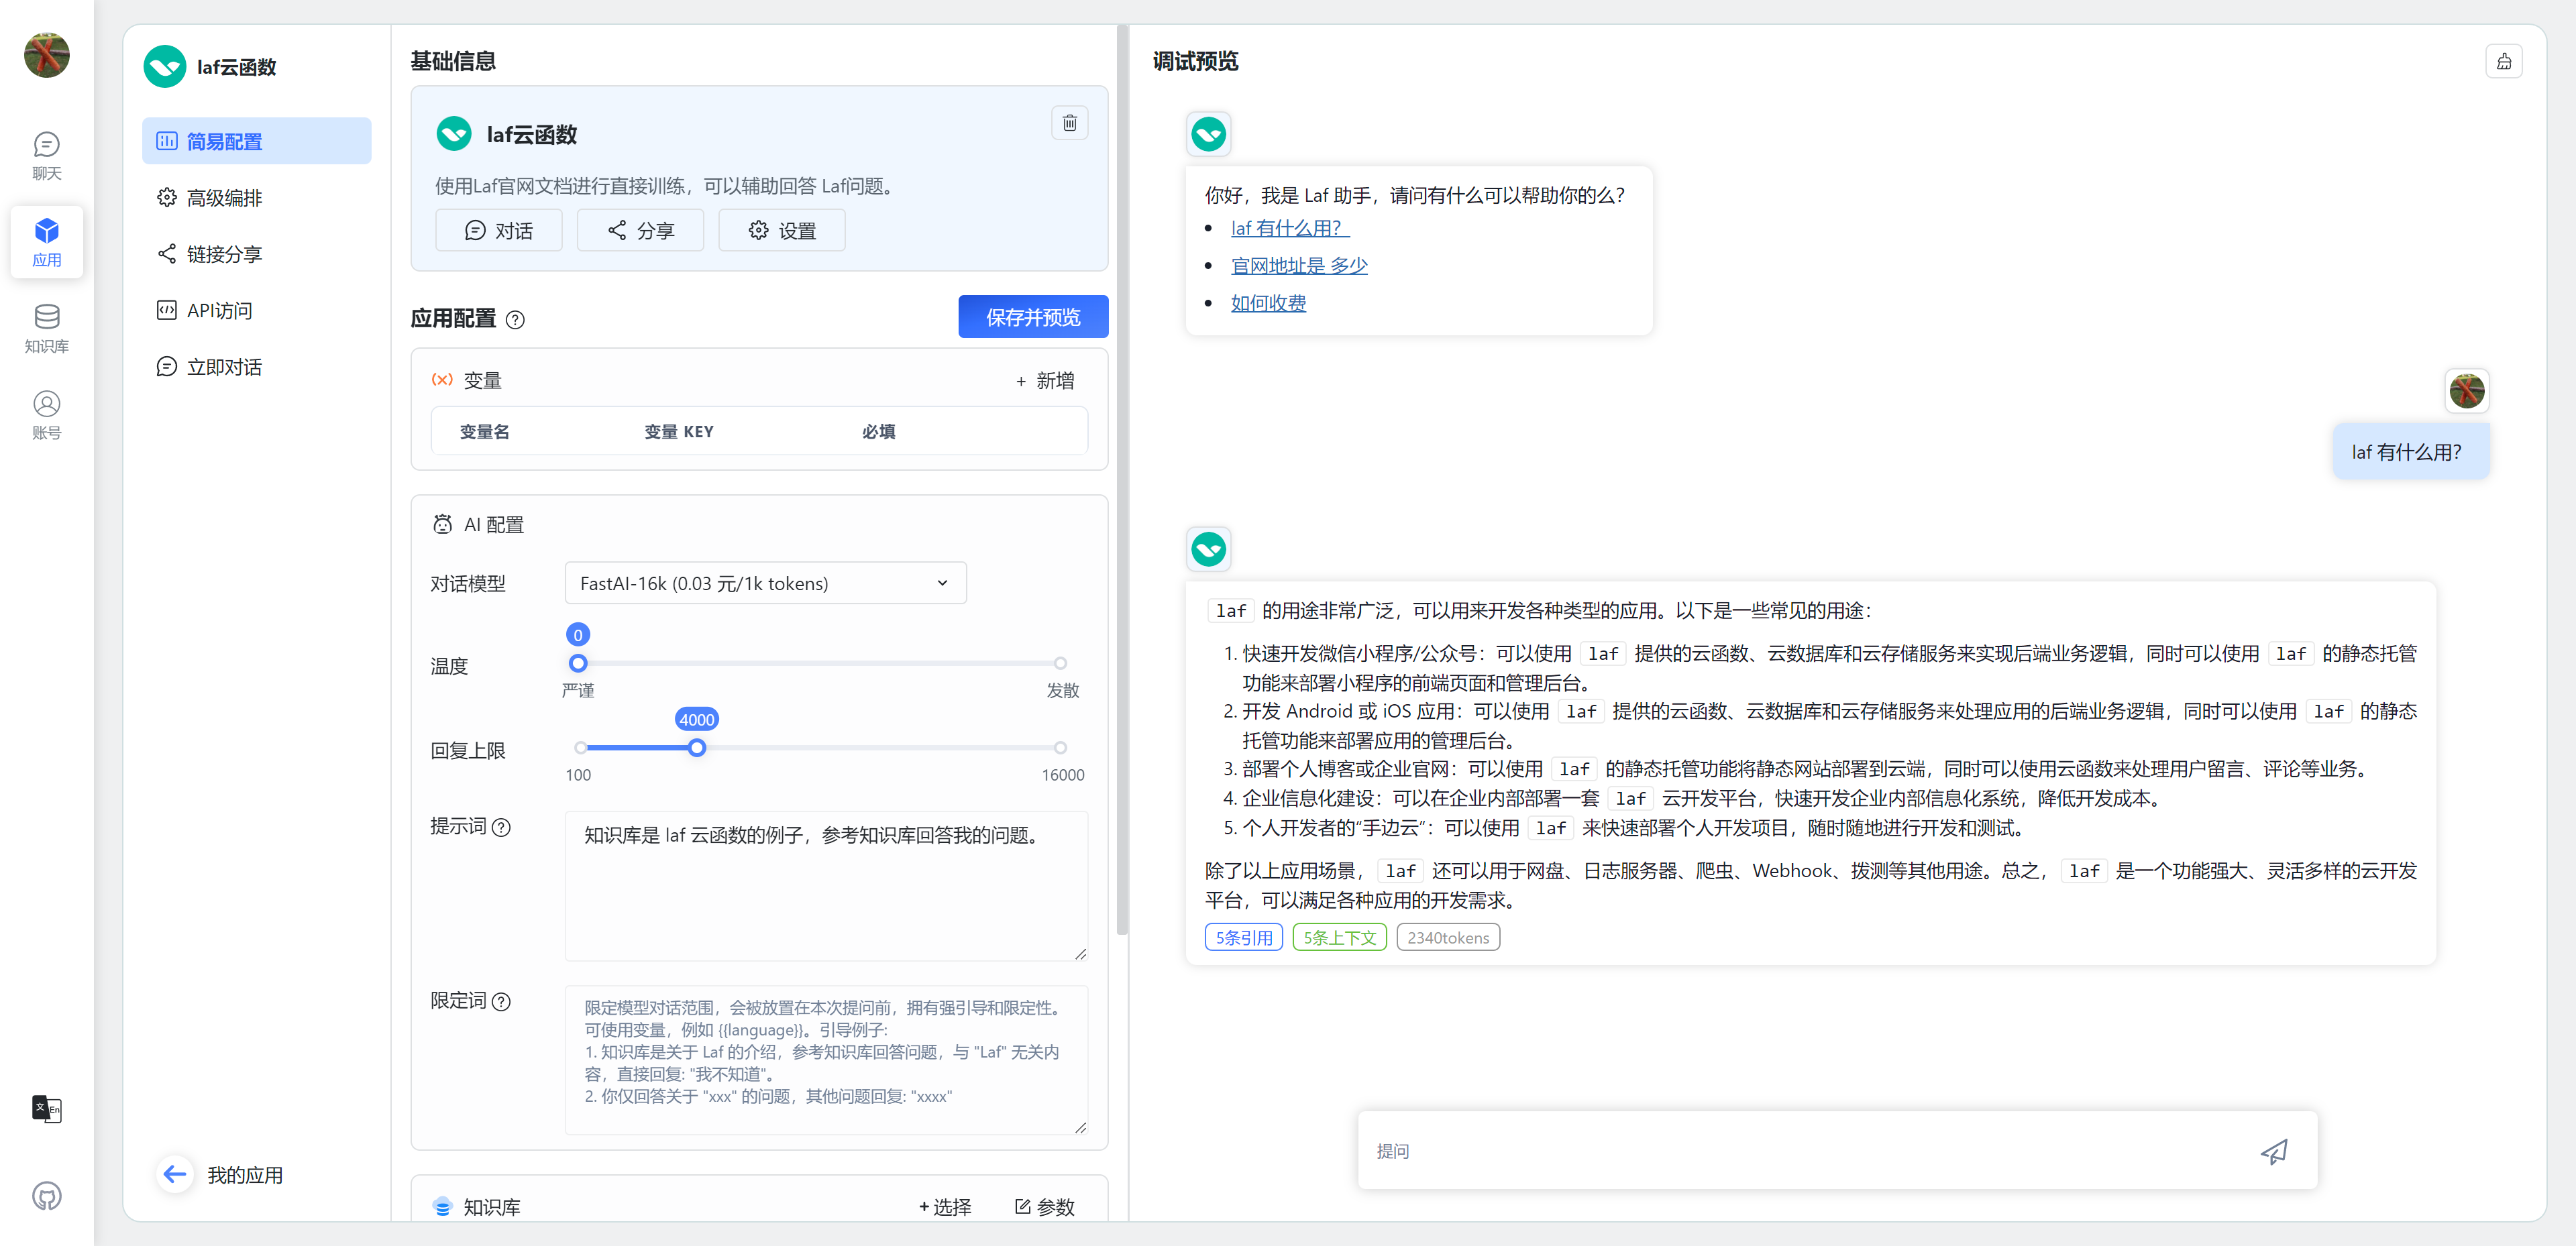 聊天
应用
知识库
账号
文
En
laf云函数
简易配置
高级编排
链接分享
API访问
立即对话
我的应用
基础信息
laf云函数
使用Laf官网文档进行直接训练，可以辅助回答 Laf问题。
对话
分享
设置
应用配置
保存并预览
变量
+ 新增
变量名 变量 KEY 必填
AI 配置
对话模型
FastAI-16k (0.03 元/1k tokens)
温度
0
严谨
发散
回复上限
4000
100
16000
提示词
知识库是 laf 云函数的例子，参考知识库回答我的问题。
限定词
限定模型对话范围，会被放置在本次提问前，拥有强引导和限定性。
可使用变量，例如 {{language}}。引导例子:
1. 知识库是关于 Laf 的介绍，参考知识库回答问题，与 "Laf" 无关内
容，直接回复: "我不知道"。
2. 你仅回答关于 "xxx" 的问题，其他问题回复: "xxxx"
知识库
+选择
参数
调试预览
你好，我是 Laf 助手，请问有什么可以帮助你的么？
• laf 有什么用？
• 官网地址是 多少
• 如何收费
laf 有什么用？
laf 的用途非常广泛，可以用来开发各种类型的应用。以下是一些常见的用途：
1. 快速开发微信小程序/公众号：可以使用 laf 提供的云函数、云数据库和云存储服务来实现后端业务逻辑，同时可以使用 laf 的静态托管
功能来部署小程序的前端页面和管理后台。
2. 开发 Android 或 iOS 应用：可以使用 laf 提供的云函数、云数据库和云存储服务来处理应用的后端业务逻辑，同时可以使用 laf 的静态
托管功能来部署应用的管理后台。
3. 部署个人博客或企业官网：可以使用 laf 的静态托管功能将静态网站部署到云端，同时可以使用云函数来处理用户留言、评论等业务。
4. 企业信息化建设：可以在企业内部部署一套 laf 云开发平台，快速开发企业内部信息化系统，降低开发成本。
5. 个人开发者的“手边云”：可以使用 laf 来快速部署个人开发项目，随时随地进行开发和测试。
除了以上应用场景， laf 还可以用于网盘、日志服务器、爬虫、Webhook、拨测等其他用途。总之， laf 是一个功能强大、灵活多样的云开发
平台，可以满足各种应用的开发需求。
5条引用
5条上下文
2340tokens
提问